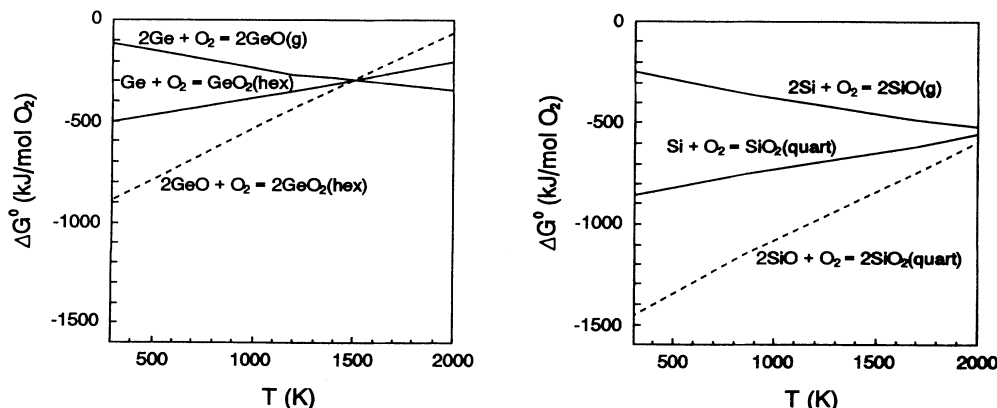 0
-500
-1000
-1500
ΔG⁰ (kJ/mol O₂)
2Ge + O₂ = 2GeO(g)
Ge + O₂ = GeO₂(hex)
2GeO + O₂ = 2GeO₂(hex)
500 1000 1500 2000
T (K)
0
-500
-1000
-1500
ΔG⁰ (kJ/mol O₂)
2Si + O₂ = 2SiO(g)
Si + O₂ = SiO₂(quart)
2SiO + O₂ = 2SiO₂(quart)
500 1000 1500 2000
T (K)